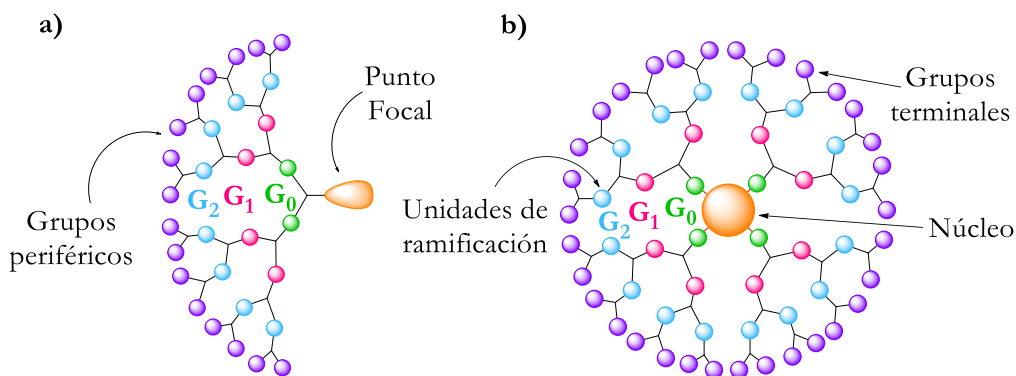 a)
Punto
Focal
G2 G1 G0
Grupos
periféricos
b)
Grupos
terminales
Unidades de
ramificación
G2 G1 G0
Núcleo